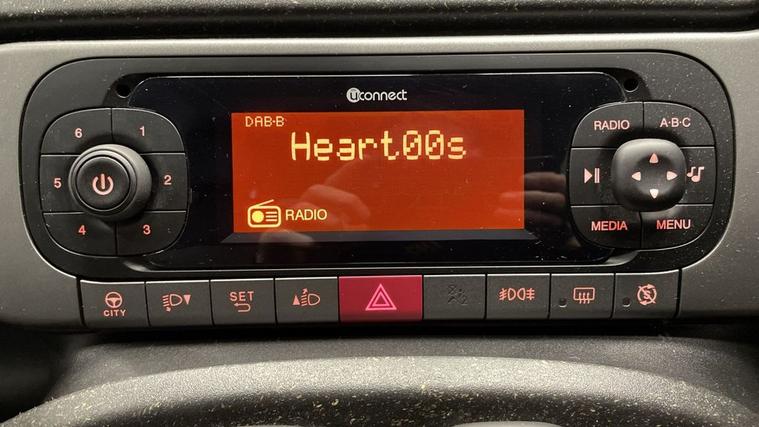 uconnect
DAB-B
Heart00s
RADIO
6
1
5
2
4
3
RADIO
A·B·C
MEDIA
MENU
CITY
SET